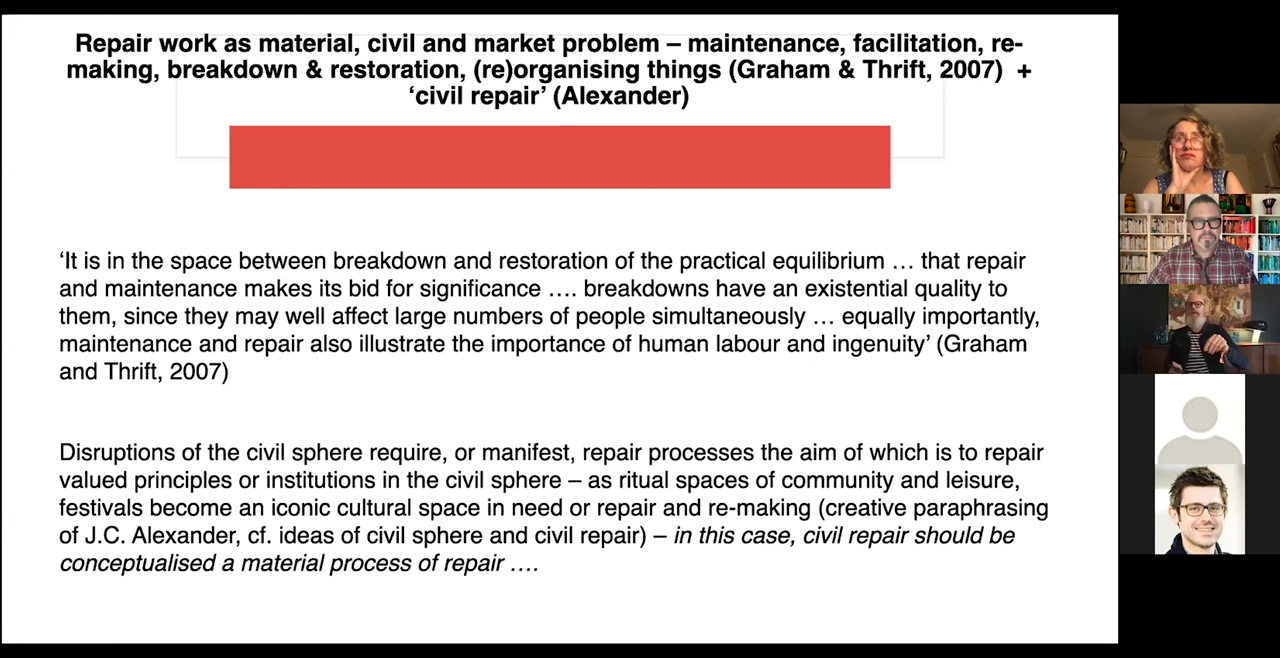 Repair work as material, civil and market problem – maintenance, facilitation, re-
making, breakdown & restoration, (re)organising things (Graham & Thrift, 2007) +
‘civil repair’ (Alexander)
‘It is in the space between breakdown and restoration of the practical equilibrium … that repair
and maintenance makes its bid for significance …. breakdowns have an existential quality to
them, since they may well affect large numbers of people simultaneously … equally importantly,
maintenance and repair also illustrate the importance of human labour and ingenuity’ (Graham
and Thrift, 2007)
Disruptions of the civil sphere require, or manifest, repair processes the aim of which is to repair
valued principles or institutions in the civil sphere – as ritual spaces of community and leisure,
festivals become an iconic cultural space in need or repair and re-making (creative paraphrasing
of J.C. Alexander, cf. ideas of civil sphere and civil repair) – in this case, civil repair should be
conceptualised a material process of repair ….